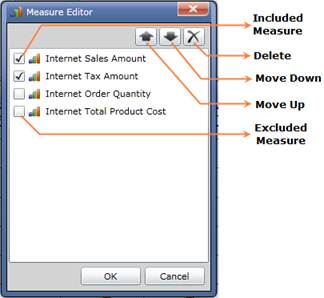 Measure Editor
Included
Measure
Delete
Move Down
Move Up
Excluded
Measure
Internet Sales Amount
Internet Tax Amount
Internet Order Quantity
Internet Total Product Cost
OK
Cancel